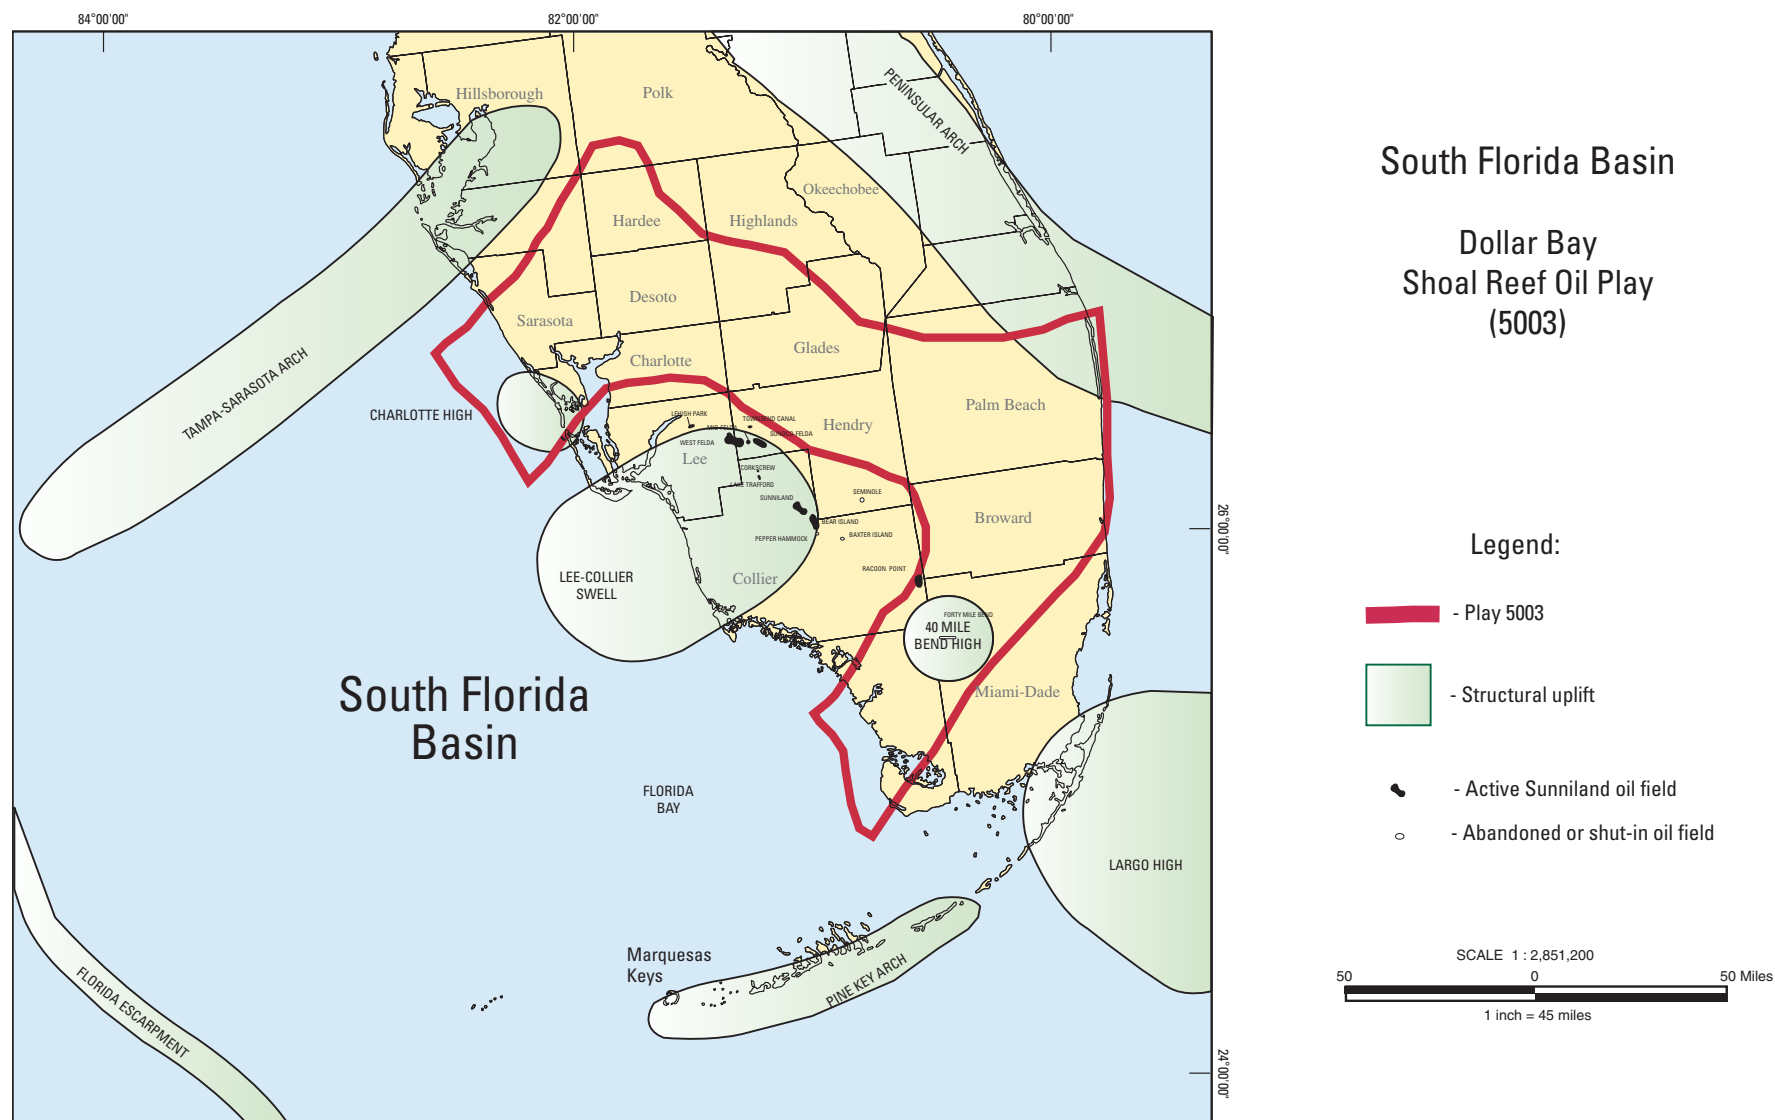 84°00'00"
82°00'00"
80°00'00"
Hillsborough
Polk
PENINSULAR ARCH
Okeechobee
Hardee
Highlands
Desoto
Sarasota
Charlotte
Glades
TAMPA-SARASOTA ARCH
CHARLOTTE HIGH
LEHIGH PARK
TOWNSEND CANAL
MID-FELDA
SUNOCO-FELDA
WEST FELDA
Hendry
Palm Beach
Lee
CORKSCREW
LAKE TRAFFORD
SUNNILAND
SEMINOLE
BEAR ISLAND
PEPPER HAMMOCK
BAXTER ISLAND
Broward
26°00'00"
RACOON POINT
Collier
LEE-COLLIER
SWELL
FORTY MILE BEND
40 MILE
BEND HIGH
Miami-Dade
South Florida
Basin
FLORIDA
BAY
LARGO HIGH
Marquesas
Keys
PINE KEY ARCH
FLORIDA ESCARPMENT
24°00'00"
South Florida Basin
Dollar Bay
Shoal Reef Oil Play
(5003)
Legend:
- Play 5003
- Structural uplift
- Active Sunniland oil field
- Abandoned or shut-in oil field
SCALE 1 : 2,851,200
50 0 50 Miles
1 inch = 45 miles